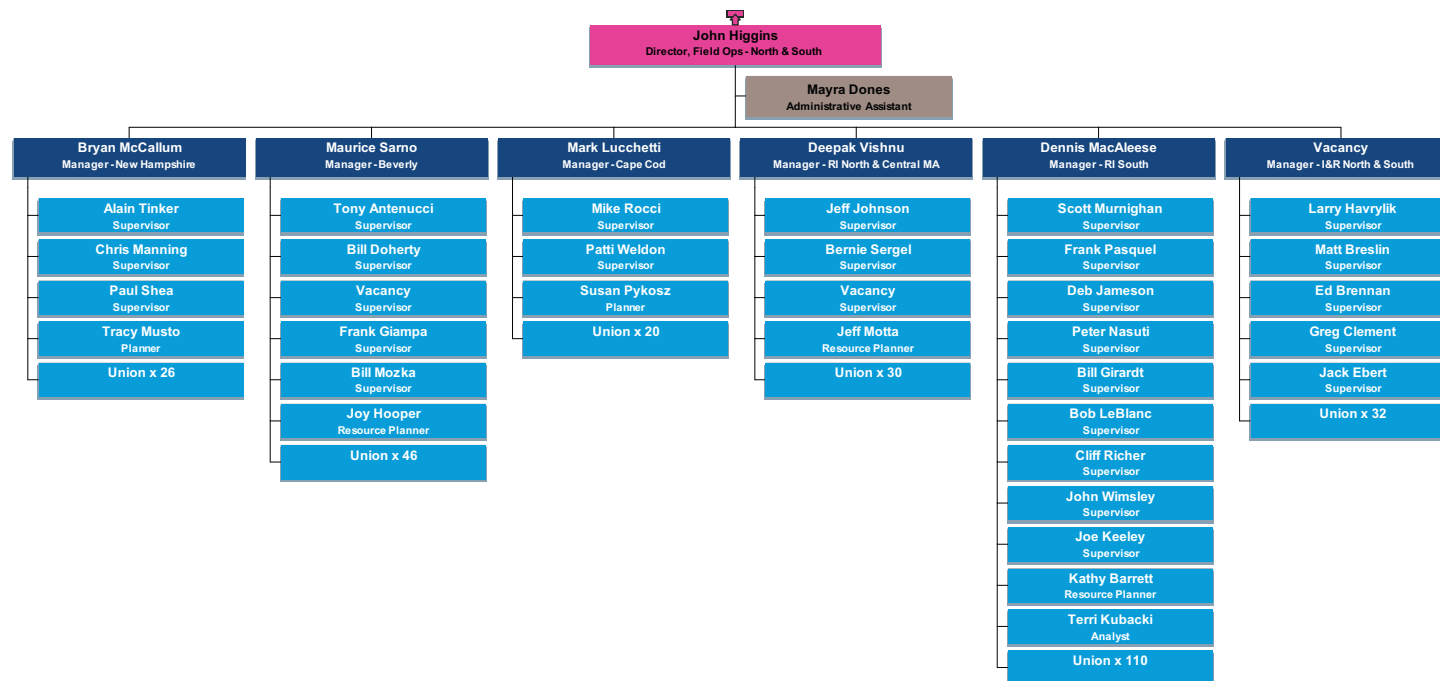 John Higgins
Director, Field Ops - North & South
Mayra Dones
Administrative Assistant
Bryan McCallum
Manager - New Hampshire
Alain Tinker
Supervisor
Chris Manning
Supervisor
Paul Shea
Supervisor
Tracy Musto
Planner
Union x 26
Maurice Sarno
Manager - Beverly
Tony Antenucci
Supervisor
Bill Doherty
Supervisor
Vacancy
Supervisor
Frank Giampa
Supervisor
Bill Mozka
Supervisor
Joy Hooper
Resource Planner
Union x 46
Mark Lucchetti
Manager - Cape Cod
Mike Rocci
Supervisor
Patti Weldon
Supervisor
Susan Pykosz
Planner
Union x 20
Deepak Vishnu
Manager - RI North & Central MA
Jeff Johnson
Supervisor
Bernie Sergel
Supervisor
Vacancy
Supervisor
Jeff Motta
Resource Planner
Union x 30
Dennis MacAleese
Manager - RI South
Scott Murnighan
Supervisor
Frank Pasquel
Supervisor
Deb Jameson
Supervisor
Peter Nasuti
Supervisor
Bill Girardt
Supervisor
Bob LeBlanc
Supervisor
Cliff Richer
Supervisor
John Wimsley
Supervisor
Joe Keeley
Supervisor
Kathy Barrett
Resource Planner
Terri Kubacki
Analyst
Union x 110
Vacancy
Manager - I&R North & South
Larry Havrylik
Supervisor
Matt Breslin
Supervisor
Ed Brennan
Supervisor
Greg Clement
Supervisor
Jack Ebert
Supervisor
Union x 32